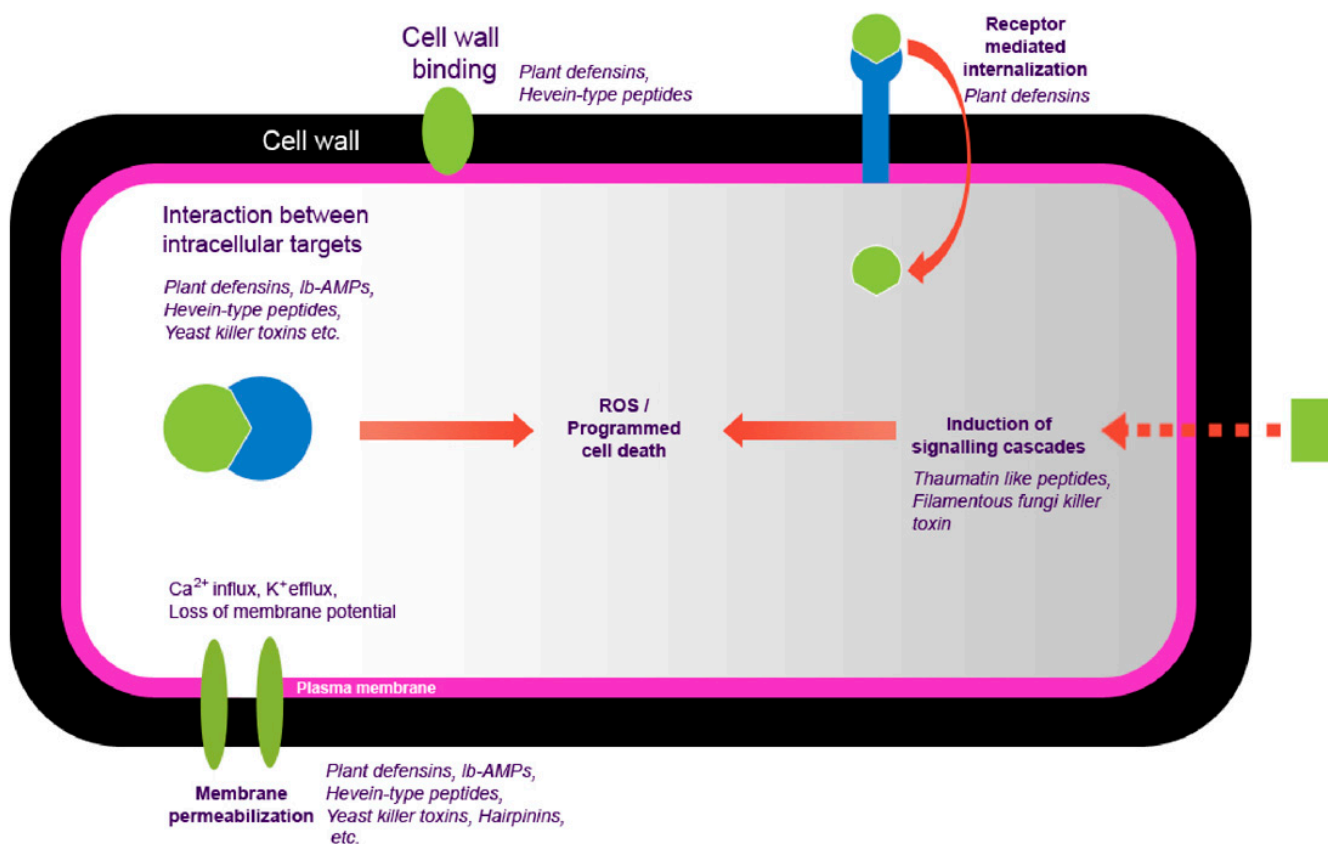 Cell wall
binding
Plant defensins,
Hevein-type peptides
Receptor
mediated
internalization
Plant defensins
Cell wall
Interaction between
intracellular targets
Plant defensins, Ib-AMPs,
Hevein-type peptides,
Yeast killer toxins etc.
ROS /
Programmed
cell death
Induction of
signalling cascades
Thaumatin like peptides,
Filamentous fungi killer
toxin
Ca²⁺ influx, K⁺ efflux,
Loss of membrane potential
Plasma membrane
Membrane
permeabilization
Plant defensins, Ib-AMPs,
Hevein-type peptides,
Yeast killer toxins, Hairpinins,
etc.